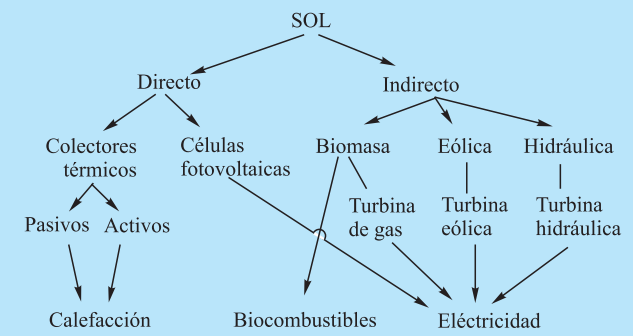 SOL
Directo
Indirecto
Colectores
térmicos
Células
fotovoltaicas
Biomasa
Eólica
Hidráulica
Pasivos
Activos
Turbina
de gas
Turbina
eólica
Turbina
hidráulica
Calefacción
Biocombustibles
Eléctricidad